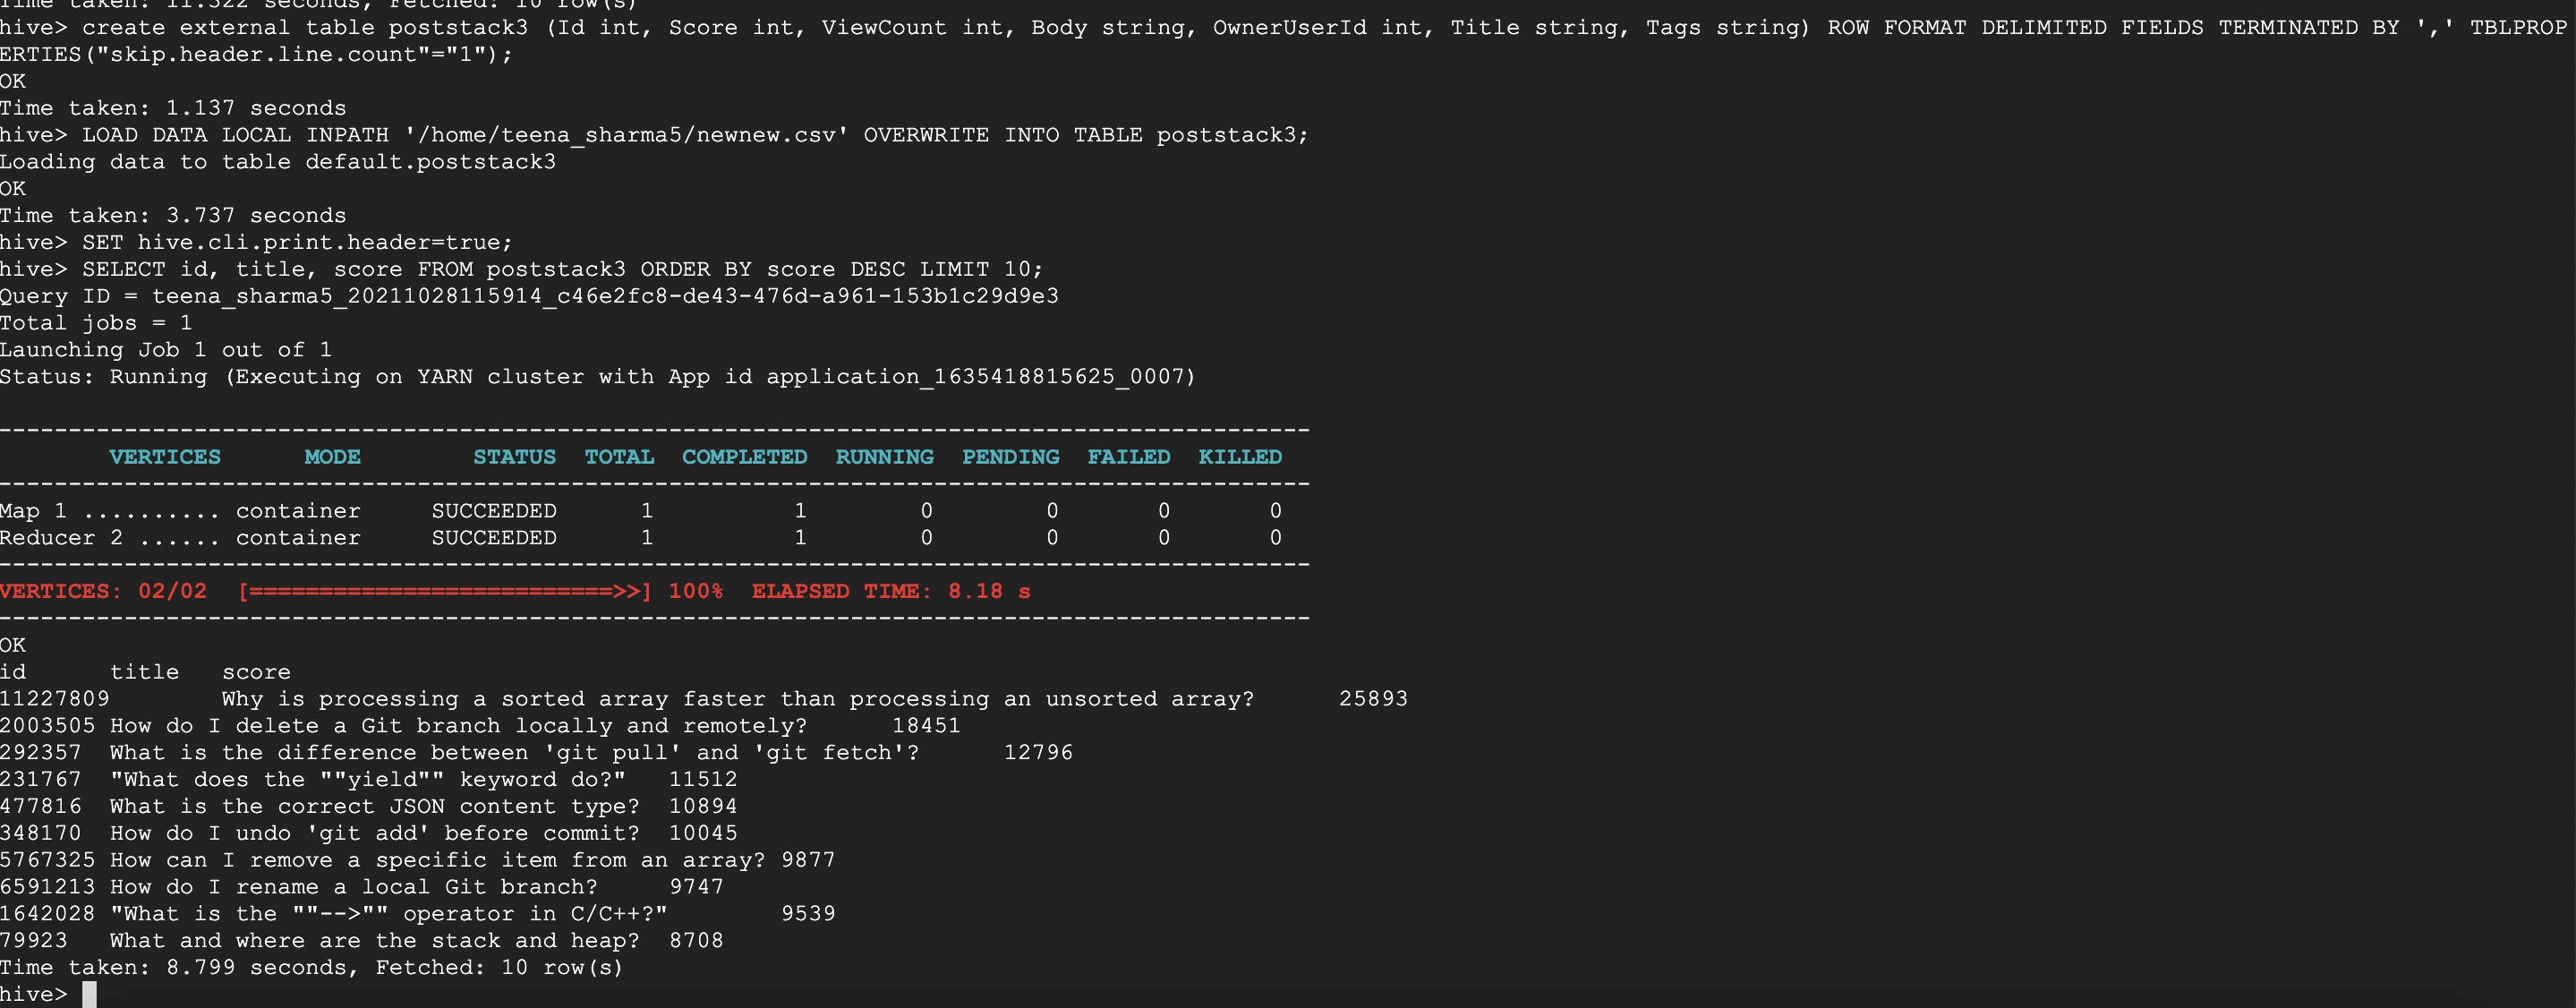 Time taken: 11.322 seconds, Fetched: 10 row(s)
hive> create external table poststack3 (Id int, Score int, ViewCount int, Body string, OwnerUserId int, Title string, Tags string) ROW FORMAT DELIMITED FIELDS TERMINATED BY ',' TBLPROP
ERTIES("skip.header.line.count"="1");
OK
Time taken: 1.137 seconds
hive> LOAD DATA LOCAL INPATH '/home/teena_sharma5/newnew.csv' OVERWRITE INTO TABLE poststack3;
Loading data to table default.poststack3
OK
Time taken: 3.737 seconds
hive> SET hive.cli.print.header=true;
hive> SELECT id, title, score FROM poststack3 ORDER BY score DESC LIMIT 10;
Query ID = teena_sharma5_20211028115914_c46e2fc8-de43-476d-a961-153b1c29d9e3
Total jobs = 1
Launching Job 1 out of 1
Status: Running (Executing on YARN cluster with App id application_1635418815625_0007)
----------------------------------------------------------------------------------------------
VERTICES MODE STATUS TOTAL COMPLETED RUNNING PENDING FAILED KILLED
----------------------------------------------------------------------------------------------
Map 1 .......... container SUCCEEDED 1 1 0 0 0 0
Reducer 2 ...... container SUCCEEDED 1 1 0 0 0 0
----------------------------------------------------------------------------------------------
VERTICES: 02/02 [==========================>>] 100% ELAPSED TIME: 8.18 s
----------------------------------------------------------------------------------------------
OK
id title score
11227809 Why is processing a sorted array faster than processing an unsorted array? 25893
2003505 How do I delete a Git branch locally and remotely? 18451
292357 What is the difference between 'git pull' and 'git fetch'? 12796
231767 "What does the ""yield"" keyword do?" 11512
477816 What is the correct JSON content type? 10894
348170 How do I undo 'git add' before commit? 10045
5767325 How can I remove a specific item from an array? 9877
6591213 How do I rename a local Git branch? 9747
1642028 "What is the ""-->"" operator in C/C++?" 9539
79923 What and where are the stack and heap? 8708
Time taken: 8.799 seconds, Fetched: 10 row(s)
hive>